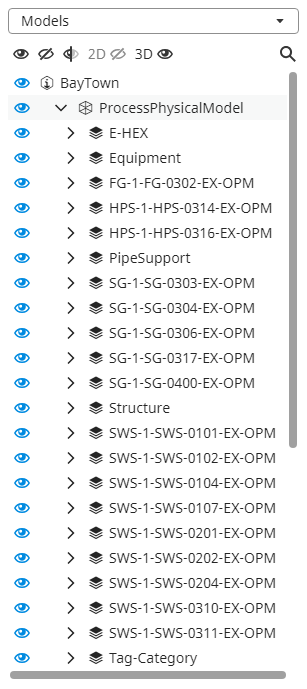 Models
2D 3D
BayTown
ProcessPhysicalModel
E-HEX
Equipment
FG-1-FG-0302-EX-OPM
HPS-1-HPS-0314-EX-OPM
HPS-1-HPS-0316-EX-OPM
PipeSupport
SG-1-SG-0303-EX-OPM
SG-1-SG-0304-EX-OPM
SG-1-SG-0306-EX-OPM
SG-1-SG-0317-EX-OPM
SG-1-SG-0400-EX-OPM
Structure
SWS-1-SWS-0101-EX-OPM
SWS-1-SWS-0102-EX-OPM
SWS-1-SWS-0104-EX-OPM
SWS-1-SWS-0107-EX-OPM
SWS-1-SWS-0201-EX-OPM
SWS-1-SWS-0202-EX-OPM
SWS-1-SWS-0204-EX-OPM
SWS-1-SWS-0310-EX-OPM
SWS-1-SWS-0311-EX-OPM
Tag-Category